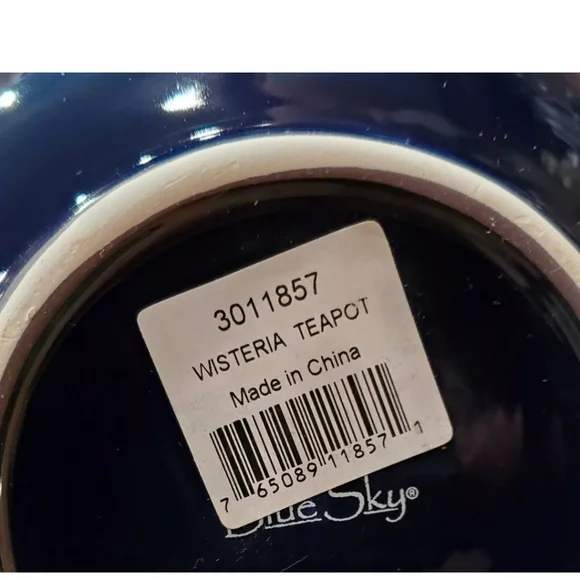 3011857
WISTERIA TEAPOT
Made in China
7 65089 11857 1
Blue Sky®